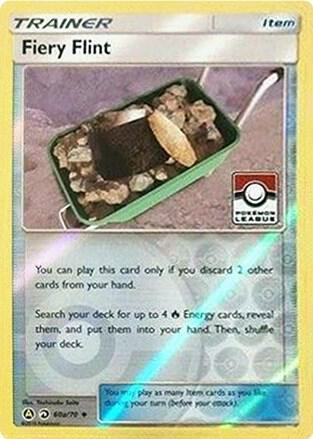 TRAINER Item
Fiery Flint
POKÉMON
LEAGUE
You can play this card only if you discard 2 other
cards from your hand.
Search your deck for up to 4 Energy cards, reveal
them, and put them into your hand. Then, shuffle
your deck.
Illus. Yoshinobu Saito
60a/70
You may play as many Item cards as you like
during your turn (before your attack).